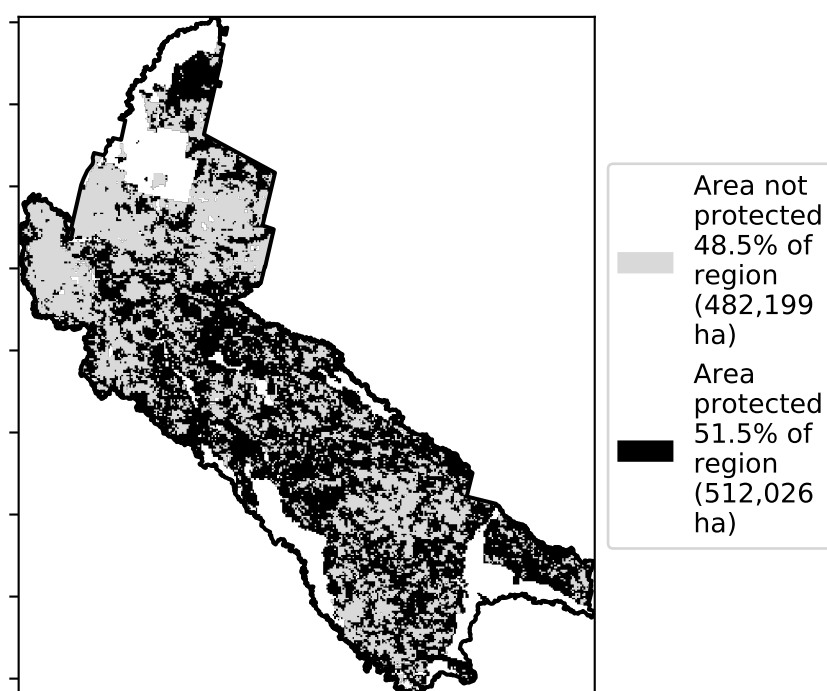 Area not
protected
48.5% of
region
(482,199
ha)
Area
protected
51.5% of
region
(512,026
ha)